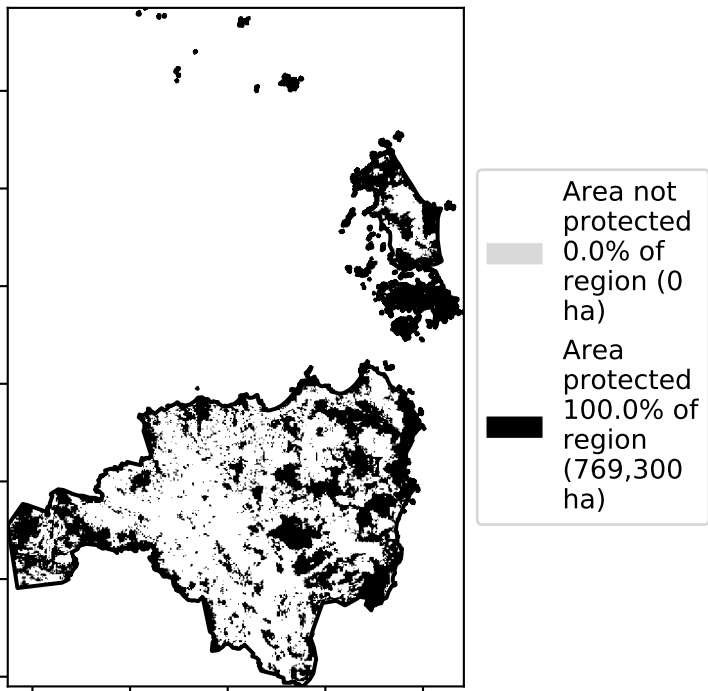 Area not
protected
0.0% of
region (0
ha)
Area
protected
100.0% of
region
(769,300
ha)